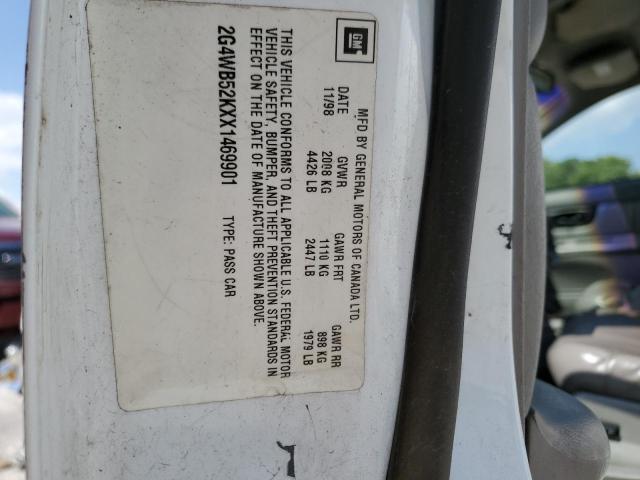 GM
MFD BY GENERAL MOTORS OF CANADA LTD.
DATE GVWR GAWR FRT GAWR RR
11/98 2008 KG 1110 KG 898 KG
4426 LB 2447 LB 1979 LB
THIS VEHICLE CONFORMS TO ALL APPLICABLE U.S. FEDERAL MOTOR
VEHICLE SAFETY, BUMPER, AND THEFT PREVENTION STANDARDS IN
EFFECT ON THE DATE OF MANUFACTURE SHOWN ABOVE.
2G4WB52KXX1469901 TYPE: PASS CAR